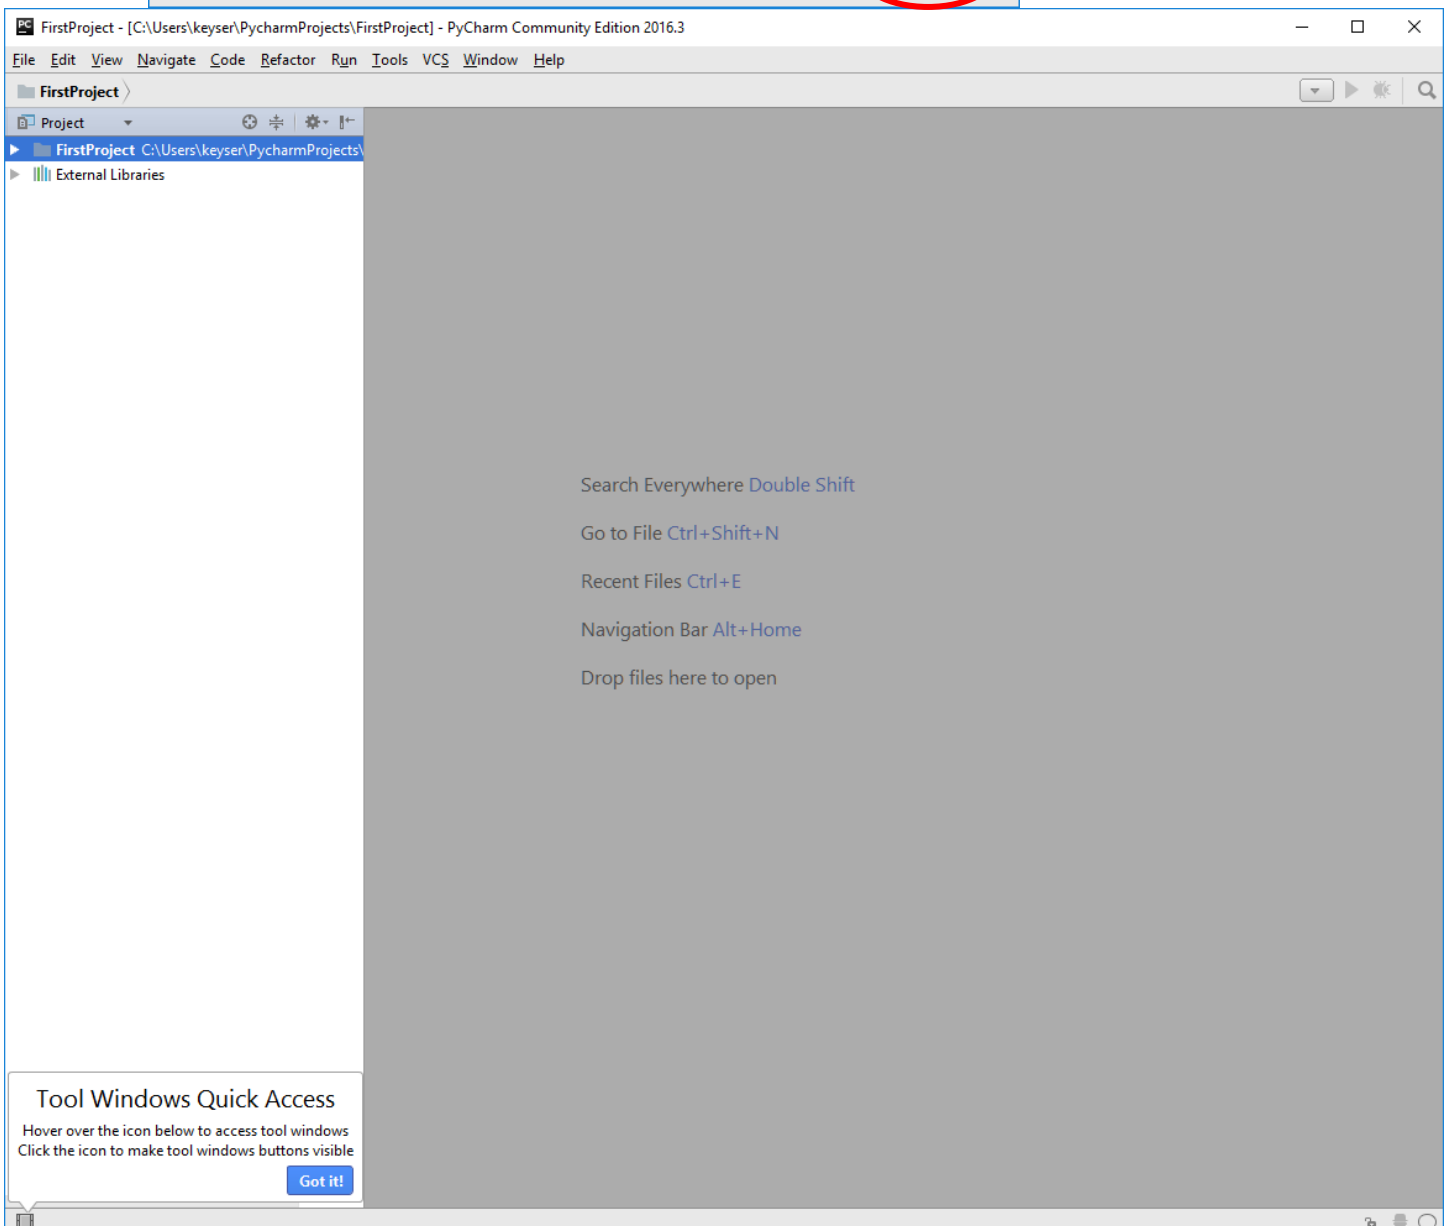 PC FirstProject - [C:\Users\keyser\PycharmProjects\FirstProject] - PyCharm Community Edition 2016.3
File Edit View Navigate Code Refactor Run Tools VCS Window Help
FirstProject
Project
FirstProject C:\Users\keyser\PycharmProjects\
External Libraries
Search Everywhere Double Shift
Go to File Ctrl+Shift+N
Recent Files Ctrl+E
Navigation Bar Alt+Home
Drop files here to open
Tool Windows Quick Access
Hover over the icon below to access tool windows
Click the icon to make tool windows buttons visible
Got it!